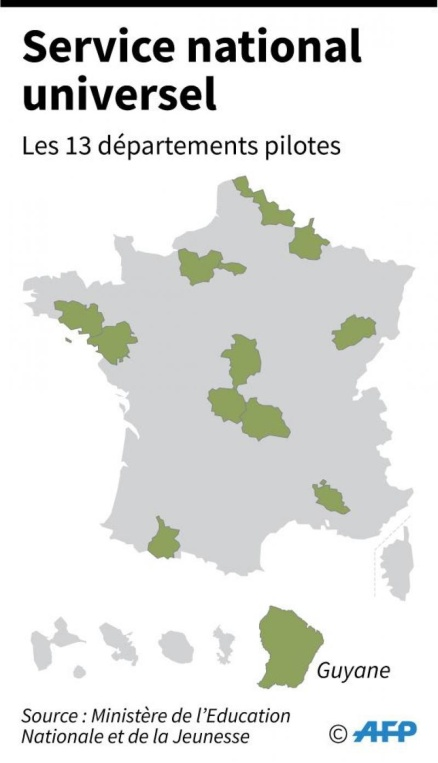 Service national
universel
Les 13 départements pilotes
Guyane
Source : Ministère de l'Education
Nationale et de la Jeunesse
© AFP